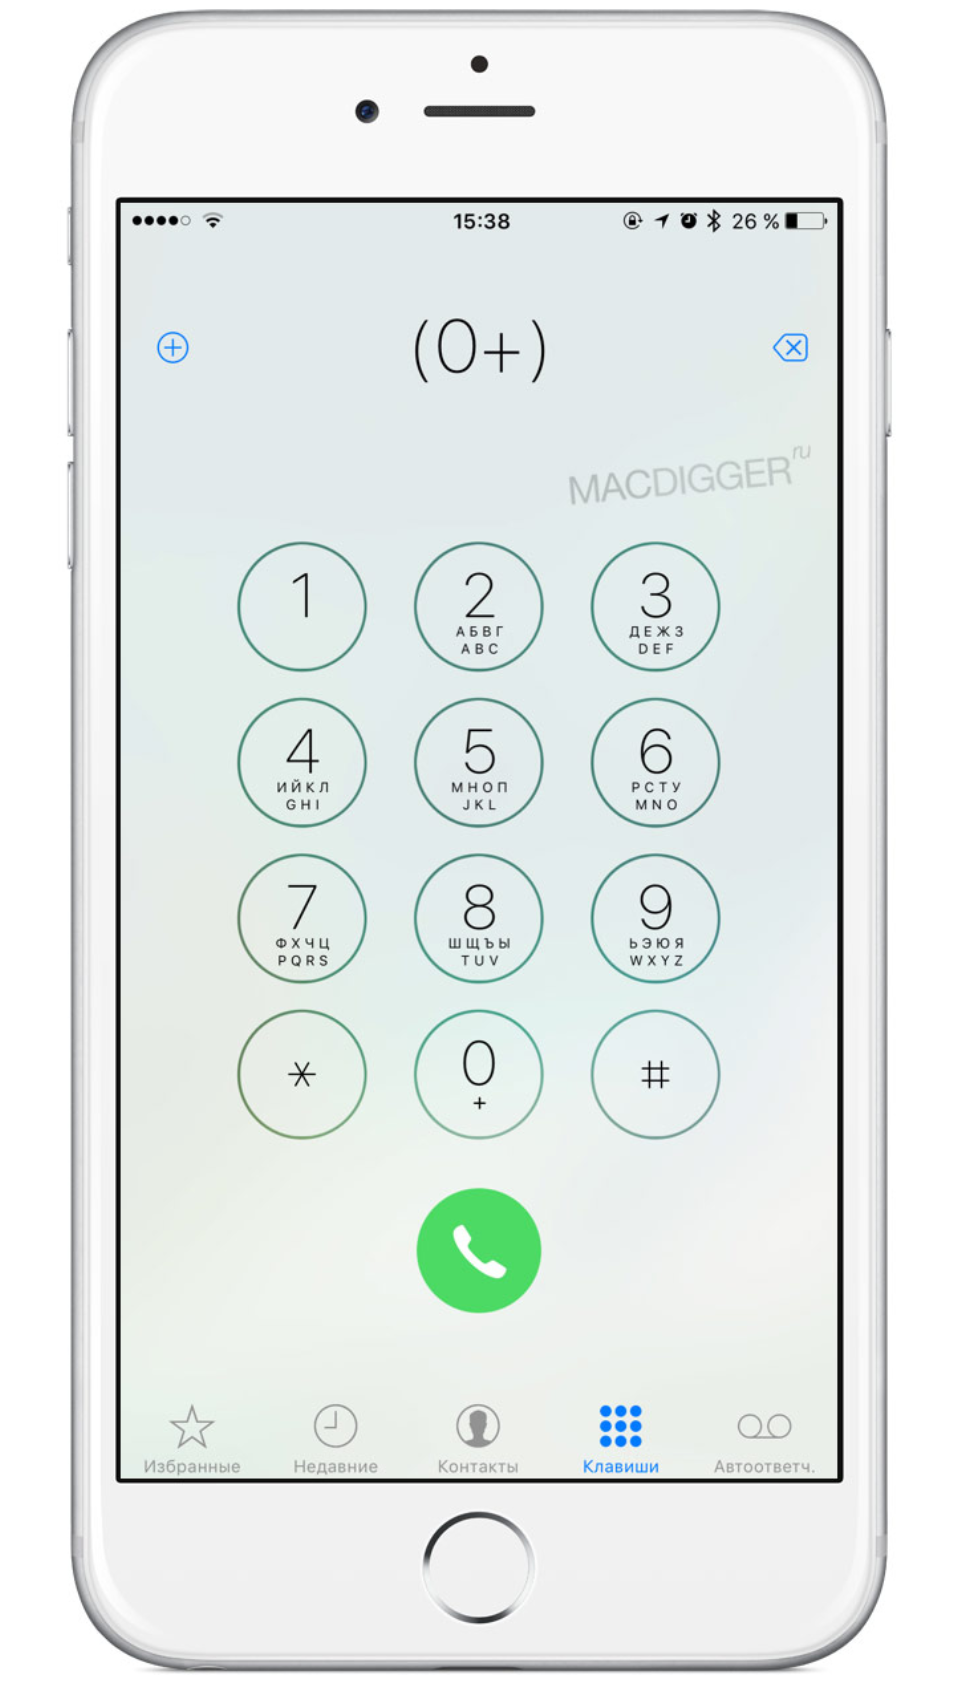 15:38 26 %
(0+)
MACDIGGER ru
1 2 3
АБВГ ДЕЖЗ
ABC DEF
4 5 6
ИЙКЛ МНОП РСТУ
GHI JKL MNO
7 8 9
ФХЧЦ ШЩЪЫ ЬЭЮЯ
PQRS TUV WXYZ
* 0 #
+
Избранные Недавние Контакты Клавиши Автоответч.